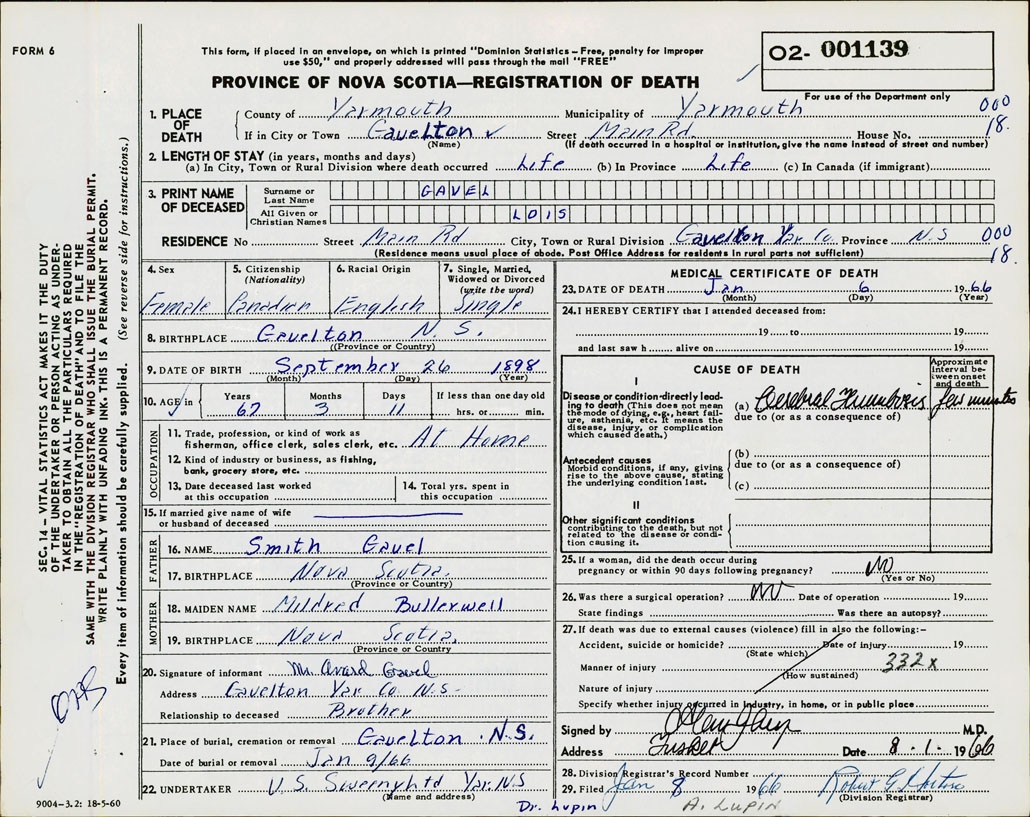 FORM 6
This form, if placed in an envelope, on which is printed "Dominion Statistics – Free, penalty for improper
use $50," and properly addressed will pass through the mail "FREE"
PROVINCE OF NOVA SCOTIA—REGISTRATION OF DEATH
O2- 001139
For use of the Department only
1. PLACE OF DEATH
County of Yarmouth Municipality of Yarmouth 000
If in City or Town Gavelton Street Main Rd House No. 18.
(Name) (If death occurred in a hospital or institution, give the name instead of street and number)
2. LENGTH OF STAY (in years, months and days)
(a) In City, Town or Rural Division where death occurred Life (b) In Province Life (c) In Canada (if immigrant)
3. PRINT NAME OF DECEASED
Surname or Last Name GAVEL
All Given or Christian Names LOIS
RESIDENCE No Street Main Rd City, Town or Rural Division Gavelton Yar Co. Province N.S 000
(Residence means usual place of abode. Post Office Address for residents in rural parts not sufficient) 18.
4. Sex Female
5. Citizenship (Nationality) Canadian
6. Racial Origin English
7. Single, Married, Widowed or Divorced (write the word) Single
8. BIRTHPLACE Gavelton N.S.
(Province or Country)
9. DATE OF BIRTH September 26 1898
(Month) (Day) (Year)
10. AGE in Years 67 Months 3 Days 11 If less than one day old hrs. or min.
OCCUPATION
11. Trade, profession, or kind of work as
fisherman, office clerk, sales clerk, etc. At Home
12. Kind of industry or business, as fishing,
bank, grocery store, etc.
13. Date deceased last worked at this occupation
14. Total yrs. spent in this occupation
15. If married give name of wife
or husband of deceased
FATHER
16. NAME Smith Gavel
17. BIRTHPLACE Nova Scotia.
(Province or Country)
MOTHER
18. MAIDEN NAME Mildred Bullerwell
19. BIRTHPLACE Nova Scotia.
(Province or Country
20. Signature of informant Mr. Avard Gavel
Address Gavelton Yar Co. N.S-
Relationship to deceased Brother
21. Place of burial, cremation or removal Gavelton N.S.
Date of burial or removal Jan 9/66
22. UNDERTAKER V.S. Sweeny Ltd Yar. N.S
(Name and address)
9004–3.2: 18-5-60
MEDICAL CERTIFICATE OF DEATH
23. DATE OF DEATH Jan 6 1966
(Month) (Day) (Year)
24. I HEREBY CERTIFY that I attended deceased from:
19 to 19
and last saw h alive on 19
CAUSE OF DEATH
Approximate interval between onset and death
I
Disease or condition directly leading to death (This does not mean the mode of dying, e.g., heart failure, asthenia, etc. It means the disease, injury, or complication which caused death.)
(a) Cerebral Thrombosis few minutes
due to (or as a consequence of)
Antecedent causes
Morbid conditions, if any, giving rise to the above cause, stating the underlying condition last.
(b)
due to (or as a consequence of)
(c)
II
Other significant conditions
contributing to the death, but not related to the disease or condition causing it.
25. If a woman, did the death occur during
pregnancy or within 90 days following pregnancy? No
(Yes or No)
26. Was there a surgical operation? No Date of operation 19
State findings Was there an autopsy?
27. If death was due to external causes (violence) fill in also the following:–
Accident, suicide or homicide? Date of injury 19
(State which)
332x
Manner of injury
(How sustained)
Nature of injury
Specify whether injury occurred in Industry, in home, or in public place
Signed by M.D.
Address Tusket Date 8-1-1966
28. Division Registrar's Record Number
29. Filed Jan 8 1966
(Division Registrar)
Dr. Lupin A. LUPIN
SEC. 14 – VITAL STATISTICS ACT MAKES IT THE DUTY
OF THE UNDERTAKER OR PERSON ACTING AS UNDER-
TAKER TO OBTAIN ALL THE PARTICULARS REQUIRED
IN THE "REGISTRATION OF DEATH" AND TO FILE THE
SAME WITH THE DIVISION REGISTRAR WHO SHALL ISSUE THE BURIAL PERMIT.
WRITE PLAINLY WITH UNFADING INK. THIS IS A PERMANENT RECORD.
Every item of information should be carefully supplied. (See reverse side for instructions.)